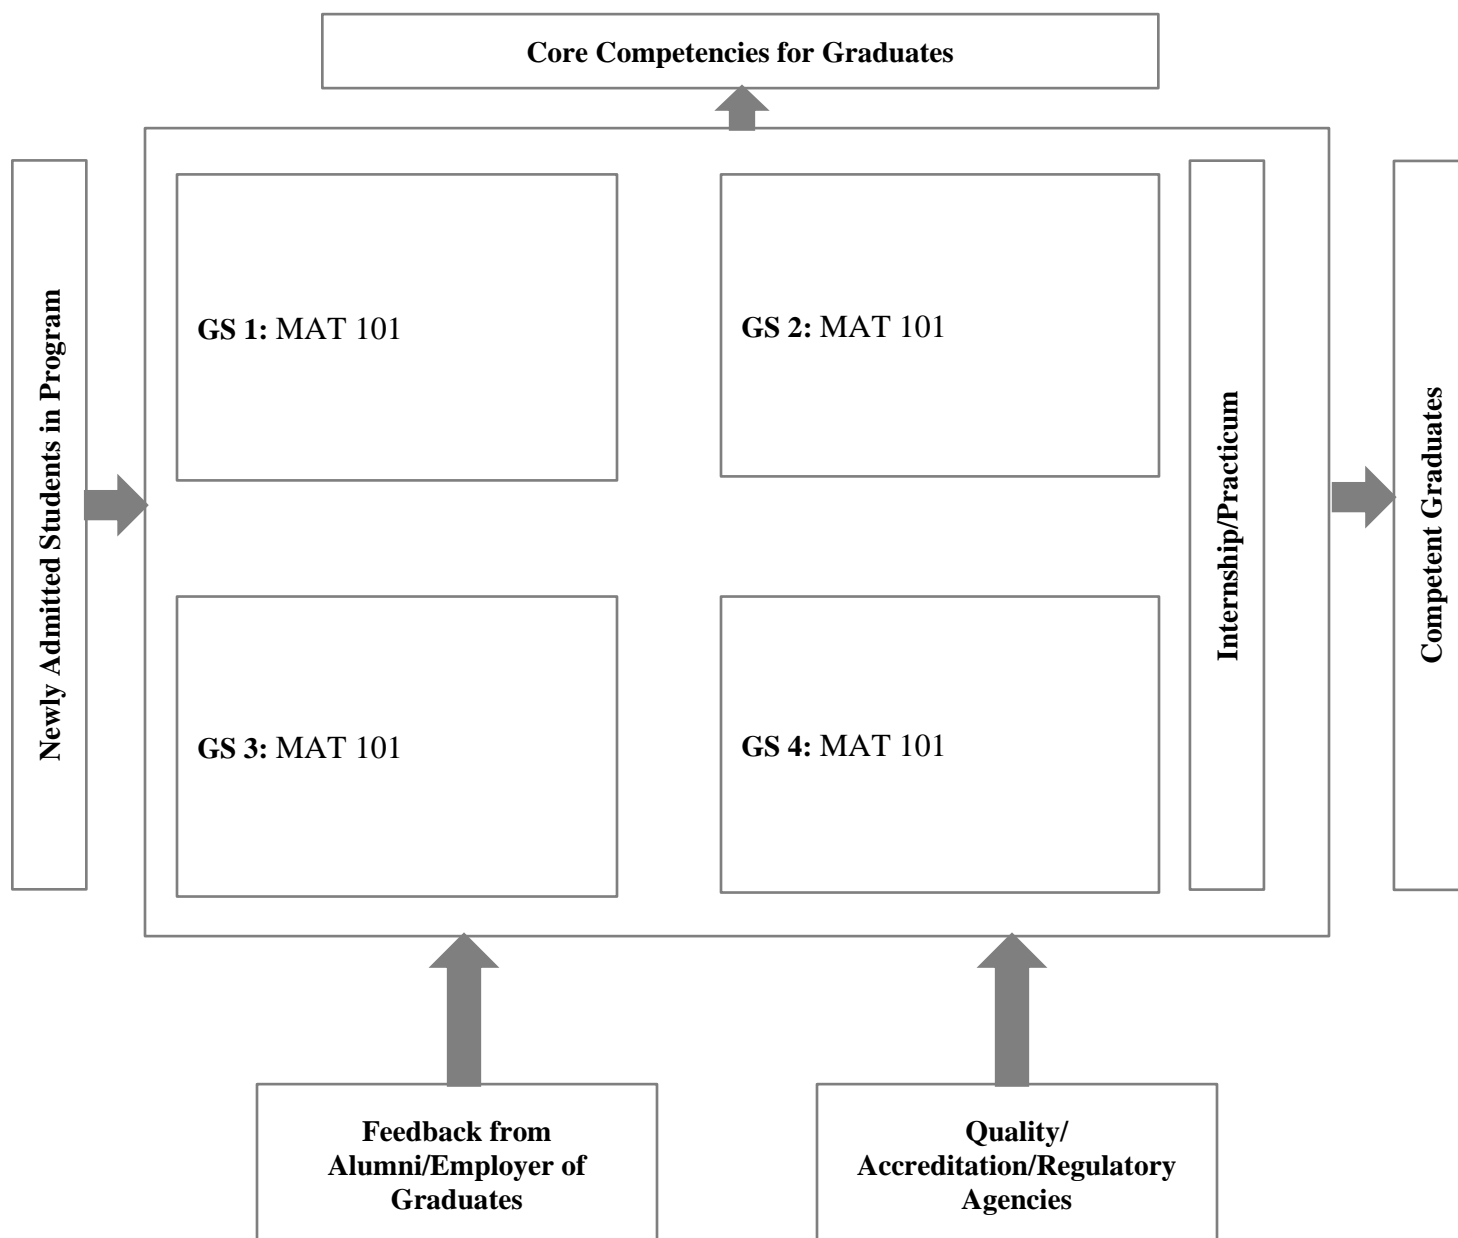 Core Competencies for Graduates
Newly Admitted Students in Program
GS 1: MAT 101
GS 2: MAT 101
GS 3: MAT 101
GS 4: MAT 101
Internship/Practicum
Competent Graduates
Feedback from
Alumni/Employer of
Graduates
Quality/
Accreditation/Regulatory
Agencies